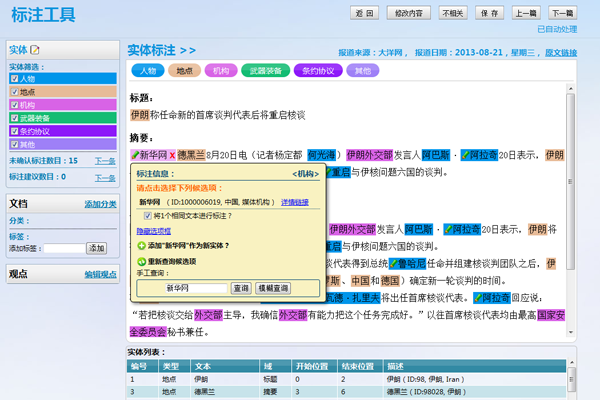 标注工具
返 回 修改内容 不相关 保 存 上一篇 下一篇
已自动处理
实体
实体筛选：
人物
地点
机构
武器装备
条约协议
其他
未确认标注数目：15 下一条
标注建议数目：0 下一条
文档 添加分类
分类：
标签：
添加标签： 添加
观点 编辑观点
实体标注 >>
报道来源：大洋网， 报道日期：2013-08-21，星期三， 原文链接
人物 地点 机构 武器装备 条约协议 其他
标题：
伊朗称任命新的首席谈判代表后将重启核谈
摘要：
新华网 X 德黑兰8月20日电（记者杨定都 何光海）伊朗外交部发言人阿巴斯·阿拉奇20日表示，伊朗
重启与伊核问题六国的谈判。
伊朗外交部发言人阿巴斯·阿拉奇20日表示，伊朗将
重启与伊核问题六国的谈判。
谈代表得到总统鲁哈尼任命并组建核谈判团队之后，伊
罗斯、中国和德国）确定新一轮谈判的时间。
瓦德·扎里夫将出任首席核谈代表。阿拉奇回应说：
“若把核谈交给外交部主导，我确信外交部有能力把这个任务完成好。”以往首席核谈代表均由最高国家安
全委员会秘书兼任。
标注信息： <机构>
请点击选择下列候选项：
新华网 （ID:1000006019, 中国, 媒体机构） 详情链接
将1个相同文本进行标注？
隐藏选项框
添加“新华网”作为新实体？
重新查询候选项
手工查询：
新华网 查询 模糊查询
实体列表：
编号 类型 文本 域 开始位置 结束位置 描述
1 地点 伊朗 标题 0 2 伊朗（ID:98, 伊朗, Iran）
2 地点 德黑兰 摘要 3 6 德黑兰（ID:98028, 伊朗）